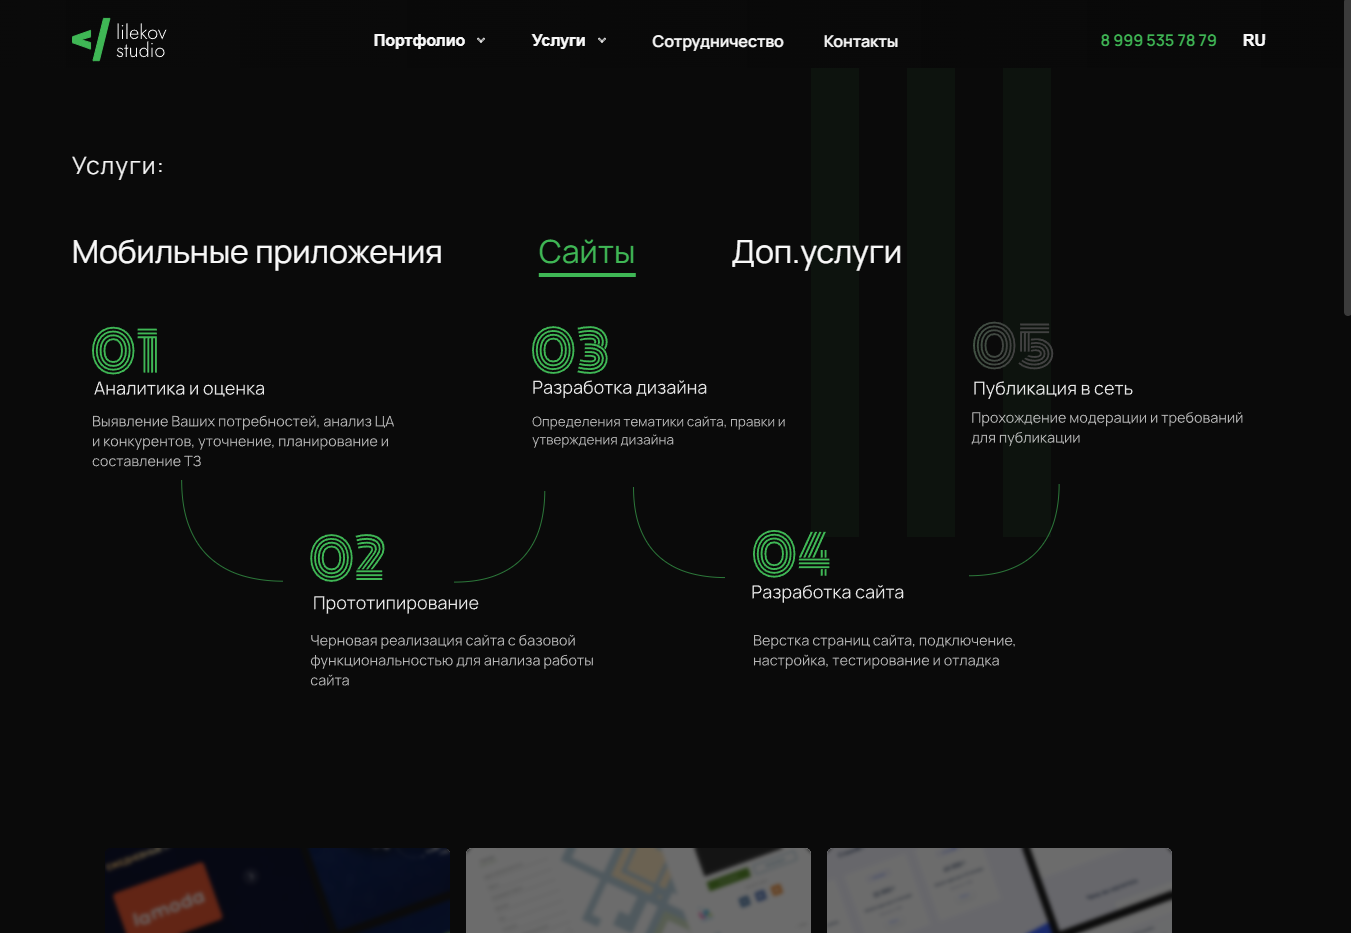 lilekov
studio
Портфолио
Услуги
Сотрудничество
Контакты
8 999 535 78 79
RU
Услуги:
Мобильные приложения
Сайты
Доп.услуги
01
Аналитика и оценка
Выявление Ваших потребностей, анализ ЦА
и конкурентов, уточнение, планирование и
составление ТЗ
02
Прототипирование
Черновая реализация сайта с базовой
функциональностью для анализа работы
сайта
03
Разработка дизайна
Определения тематики сайта, правки и
утверждения дизайна
04
Разработка сайта
Верстка страниц сайта, подключение,
настройка, тестирование и отладка
05
Публикация в сеть
Прохождение модерации и требований
для публикации
lamoda